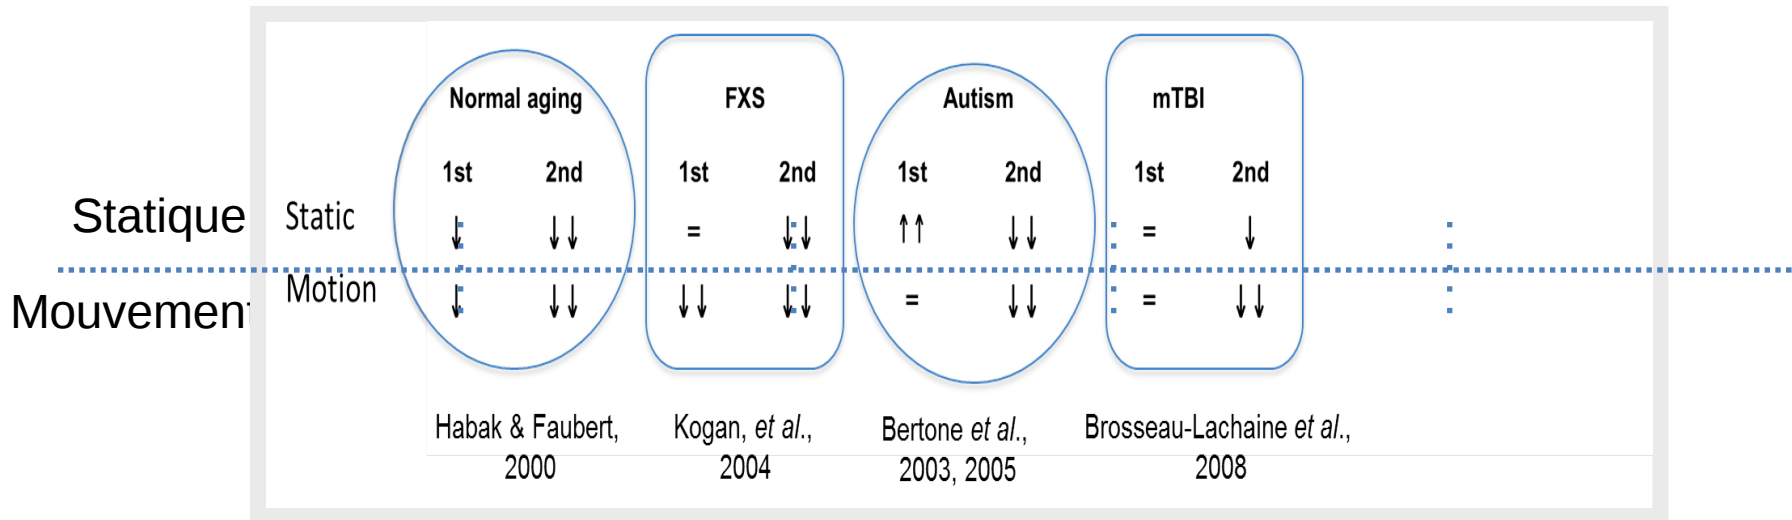 Normal aging FXS Autism mTBI
1st 2nd 1st 2nd 1st 2nd 1st 2nd
Statique Static ↓ ↓↓ = ↓↓ ↑↑ ↓↓ = ↓
Mouvement Motion ↓ ↓↓ ↓↓ ↓↓ = ↓↓ = ↓↓
Habak & Faubert, Kogan, et al., Bertone et al., Brosseau-Lachaine et al.,
2000 2004 2003, 2005 2008